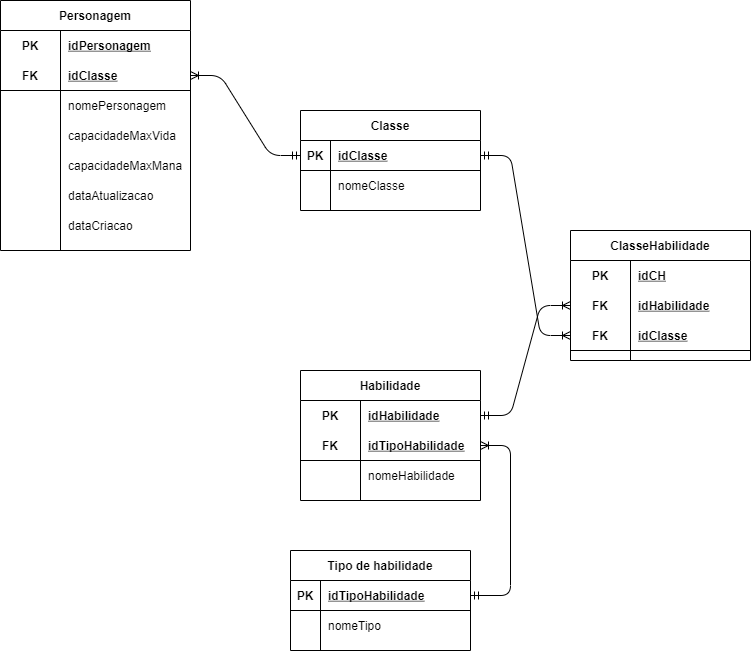 Personagem
PK idPersonagem
FK idClasse
nomePersonagem
capacidadeMaxVida
capacidadeMaxMana
dataAtualizacao
dataCriacao
Classe
PK idClasse
nomeClasse
ClasseHabilidade
PK idCH
FK idHabilidade
FK idClasse
Habilidade
PK idHabilidade
FK idTipoHabilidade
nomeHabilidade
Tipo de habilidade
PK idTipoHabilidade
nomeTipo